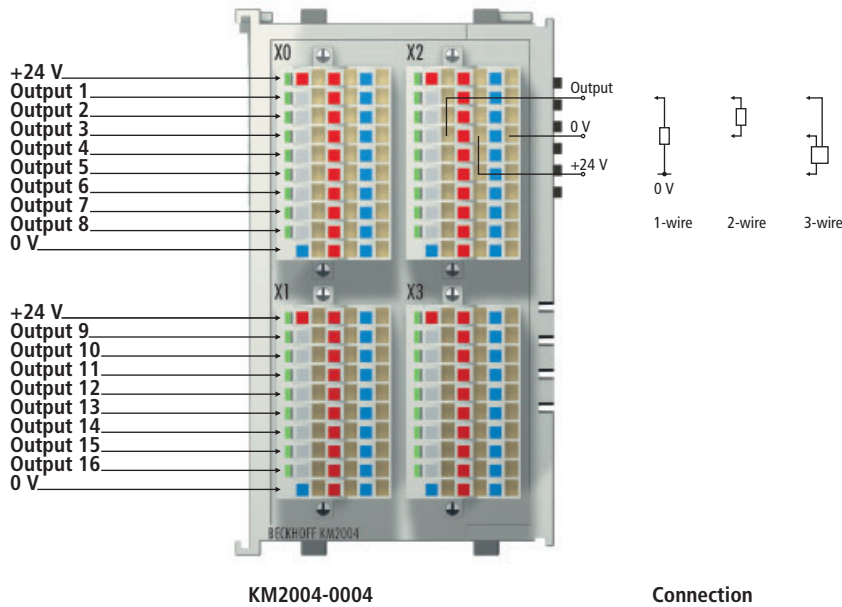 X0 X2
+24 V
Output 1
Output 2
Output 3
Output 4
Output 5
Output 6
Output 7
Output 8
0 V
Output
0 V
+24 V
0 V
1-wire 2-wire 3-wire
X1 X3
+24 V
Output 9
Output 10
Output 11
Output 12
Output 13
Output 14
Output 15
Output 16
0 V
BECKHOFF KM2004
KM2004-0004 Connection